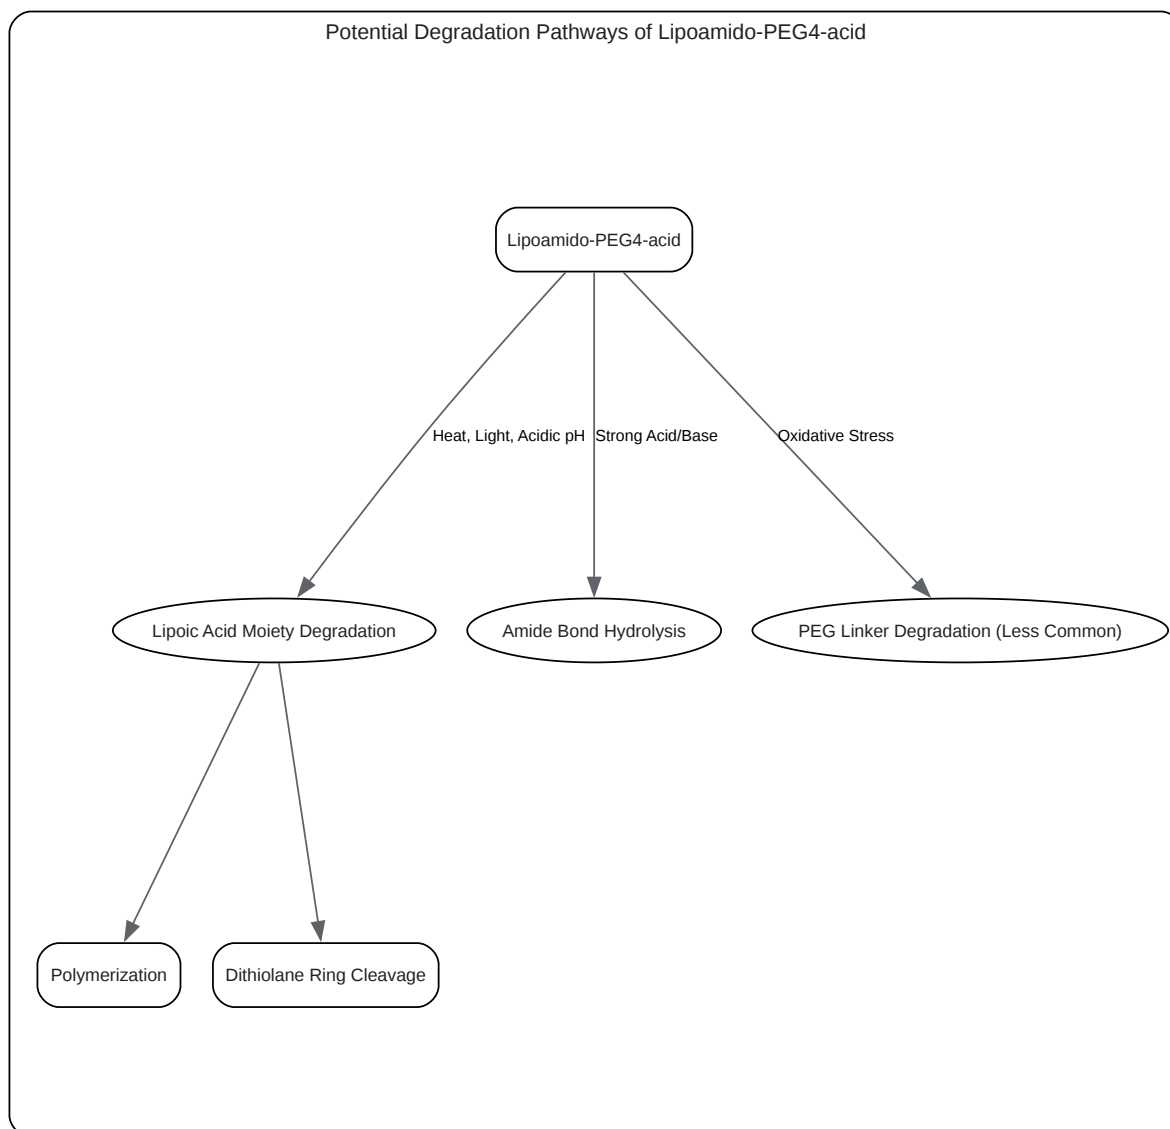 Potential Degradation Pathways of Lipoamido-PEG4-acid
Lipoamido-PEG4-acid
Heat, Light, Acidic pH
Strong Acid/Base
Oxidative Stress
Lipoic Acid Moiety Degradation
Amide Bond Hydrolysis
PEG Linker Degradation (Less Common)
Polymerization
Dithiolane Ring Cleavage